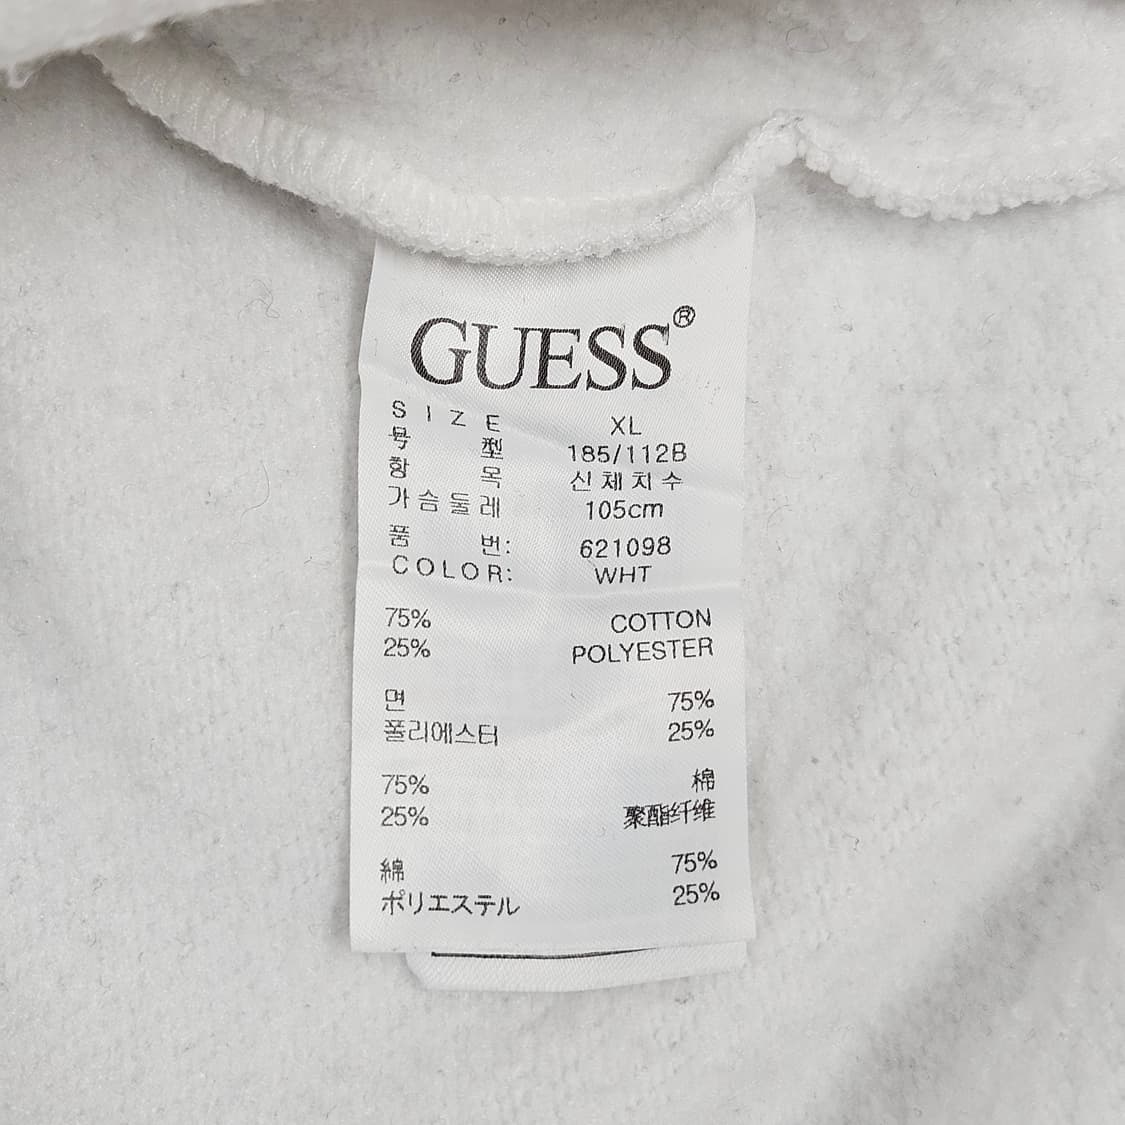 GUESS®
SIZE XL
号型 185/112B
항목 신체치수
가슴둘레 105cm
품번: 621098
COLOR: WHT
75% COTTON
25% POLYESTER
면 75%
폴리에스터 25%
75% 棉
25% 聚酯纤维
綿 75%
ポリエステル 25%